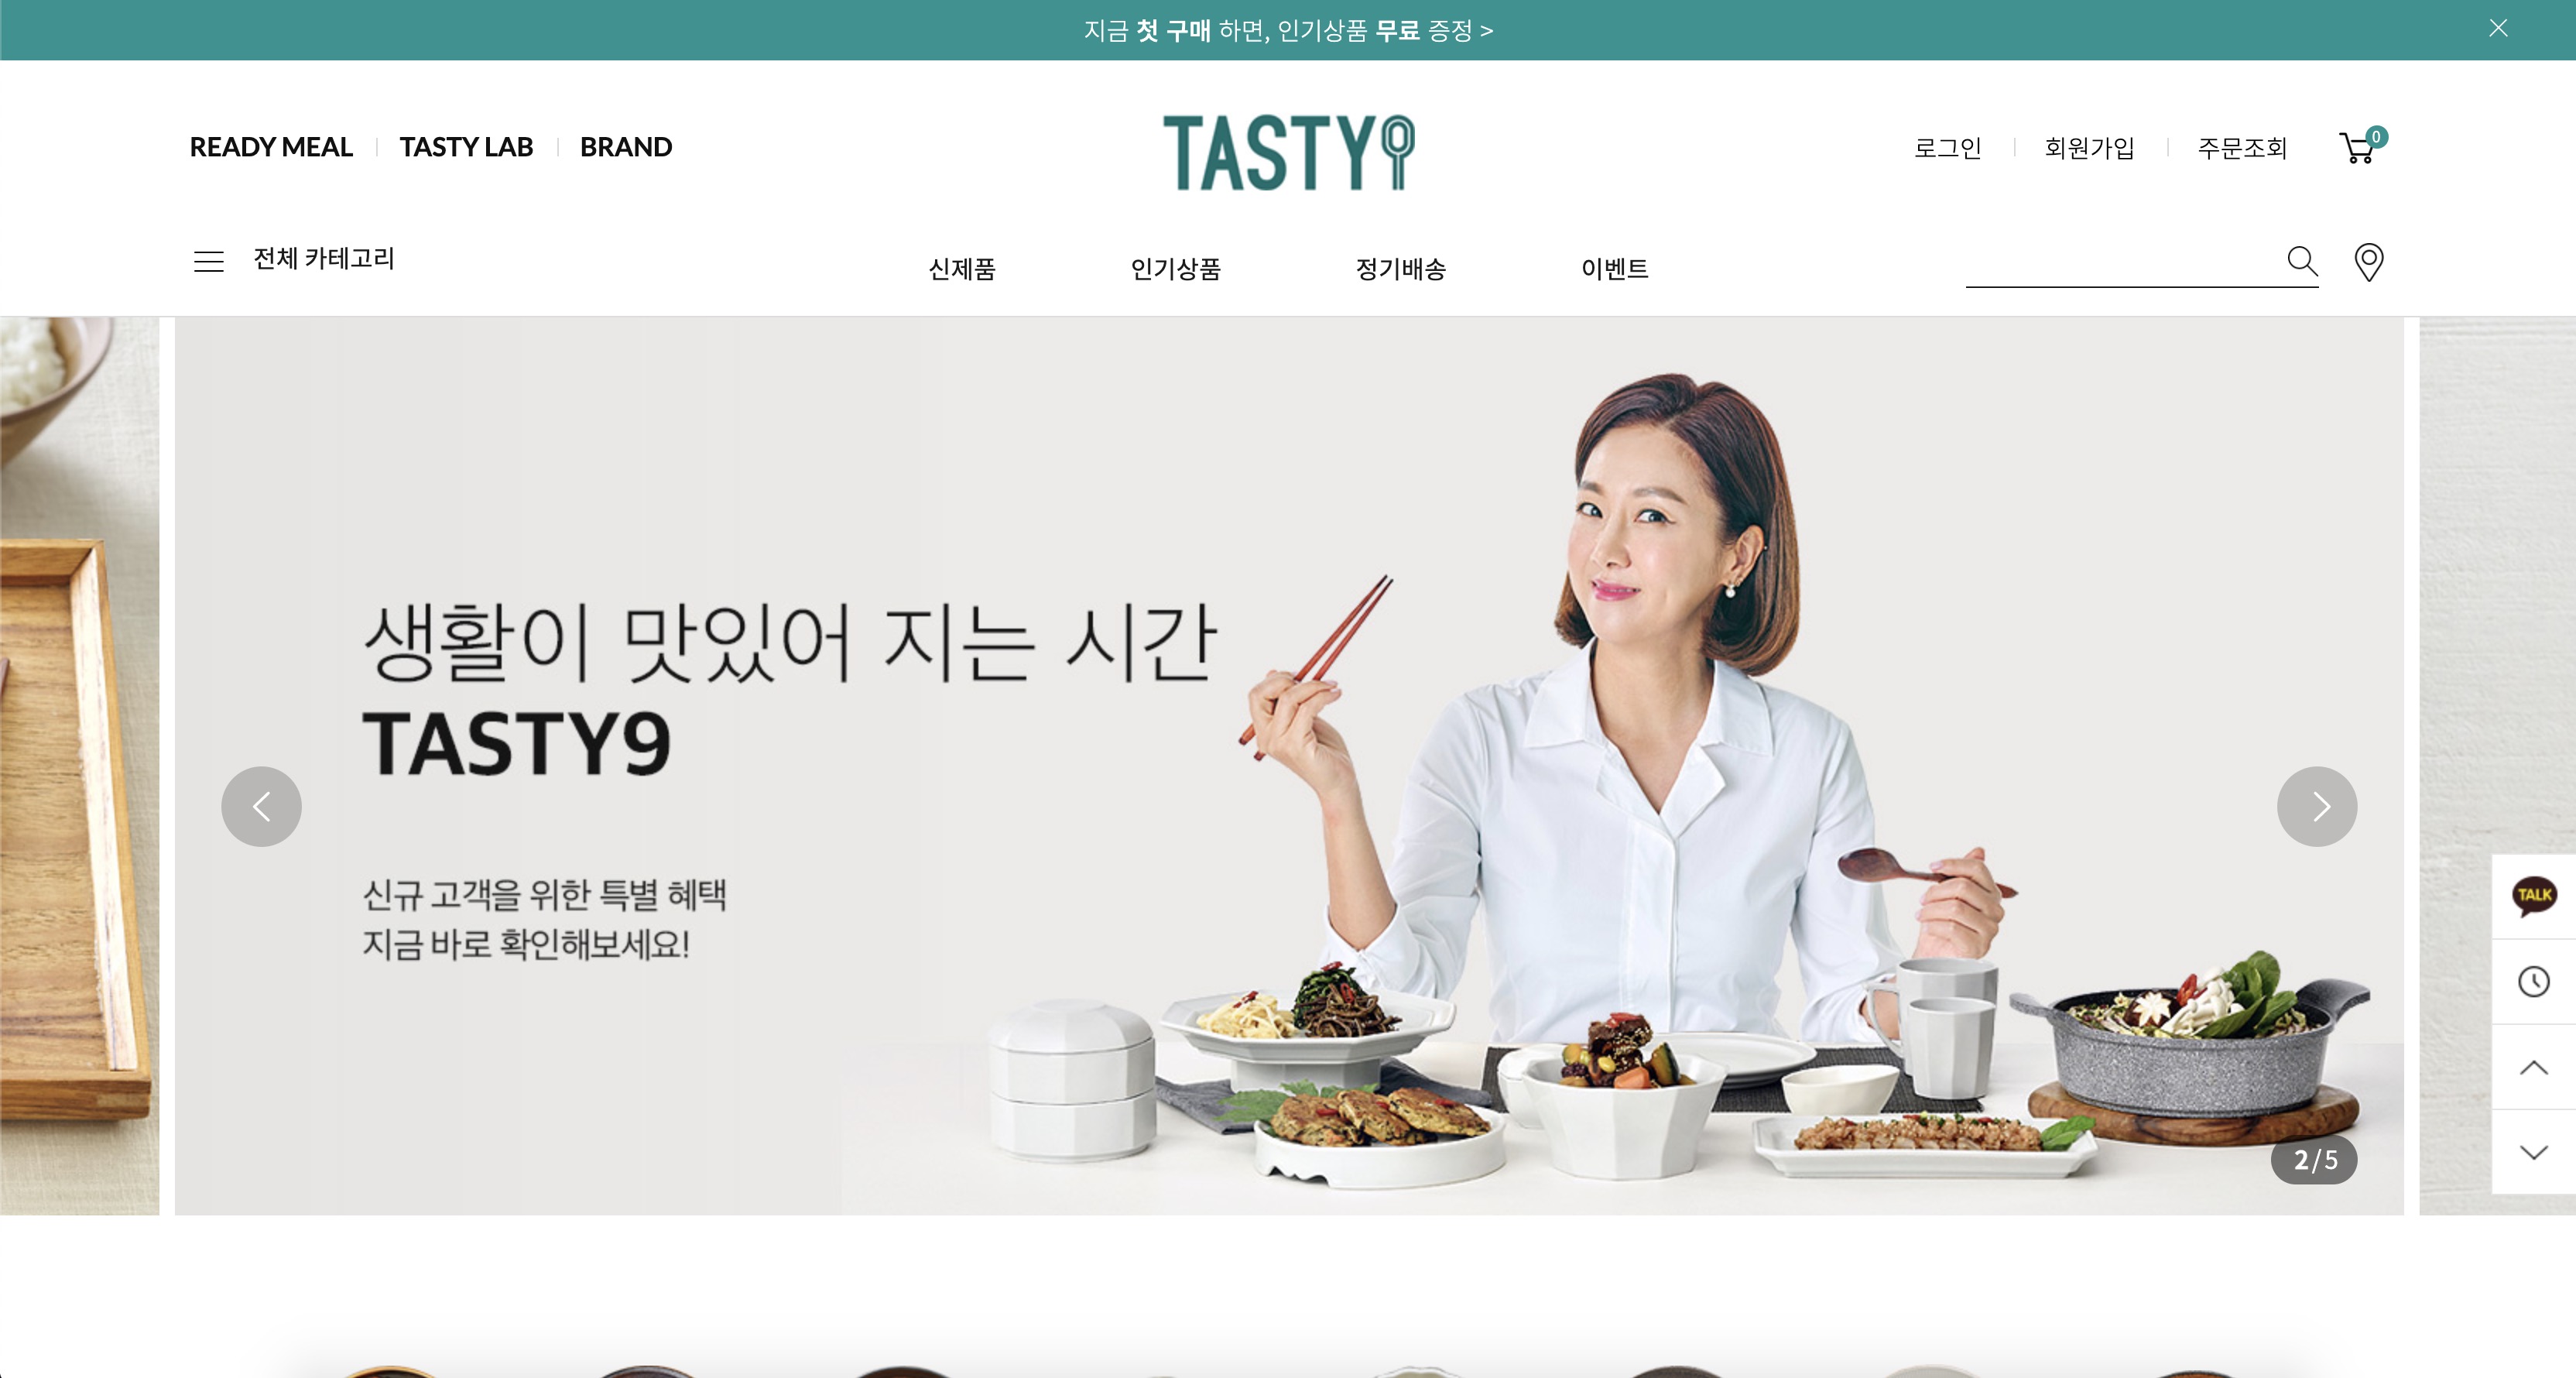 지금 첫 구매 하면, 인기상품 무료 증정 >
READY MEAL
TASTY LAB
BRAND
TASTY9
로그인
회원가입
주문조회
0
전체 카테고리
신제품
인기상품
정기배송
이벤트
생활이 맛있어 지는 시간
TASTY9
신규 고객을 위한 특별 혜택
지금 바로 확인해보세요!
TALK
2/5